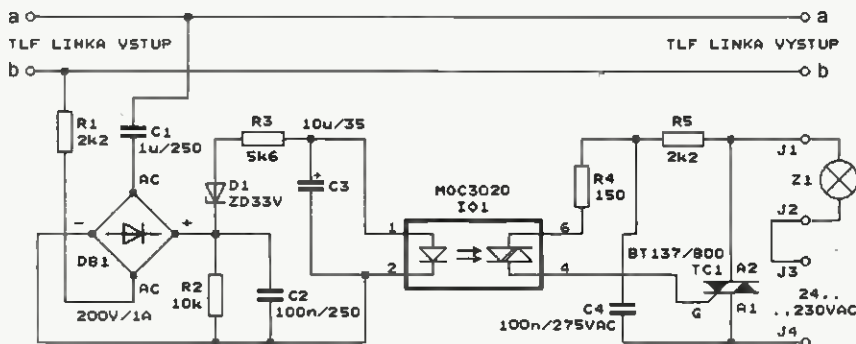 a
a
TLF LINKA VSTUP
TLF LINKA VYSTUP
b
b
R1
2k2
C1
1u/250
R3
5k6
10u/35
R5
2k2
J1
AC
D1
ZD33V
C3
+
MOC3020
IO1
R4
150
Z1
-
+
1
6
J2
DB1
2
4
BT137/800
TC1
A2
J3
AC
R2
10k
C2
100n/250
C4
100n/275VAC
G
A1
24..
..230VAC
200V/1A
J4